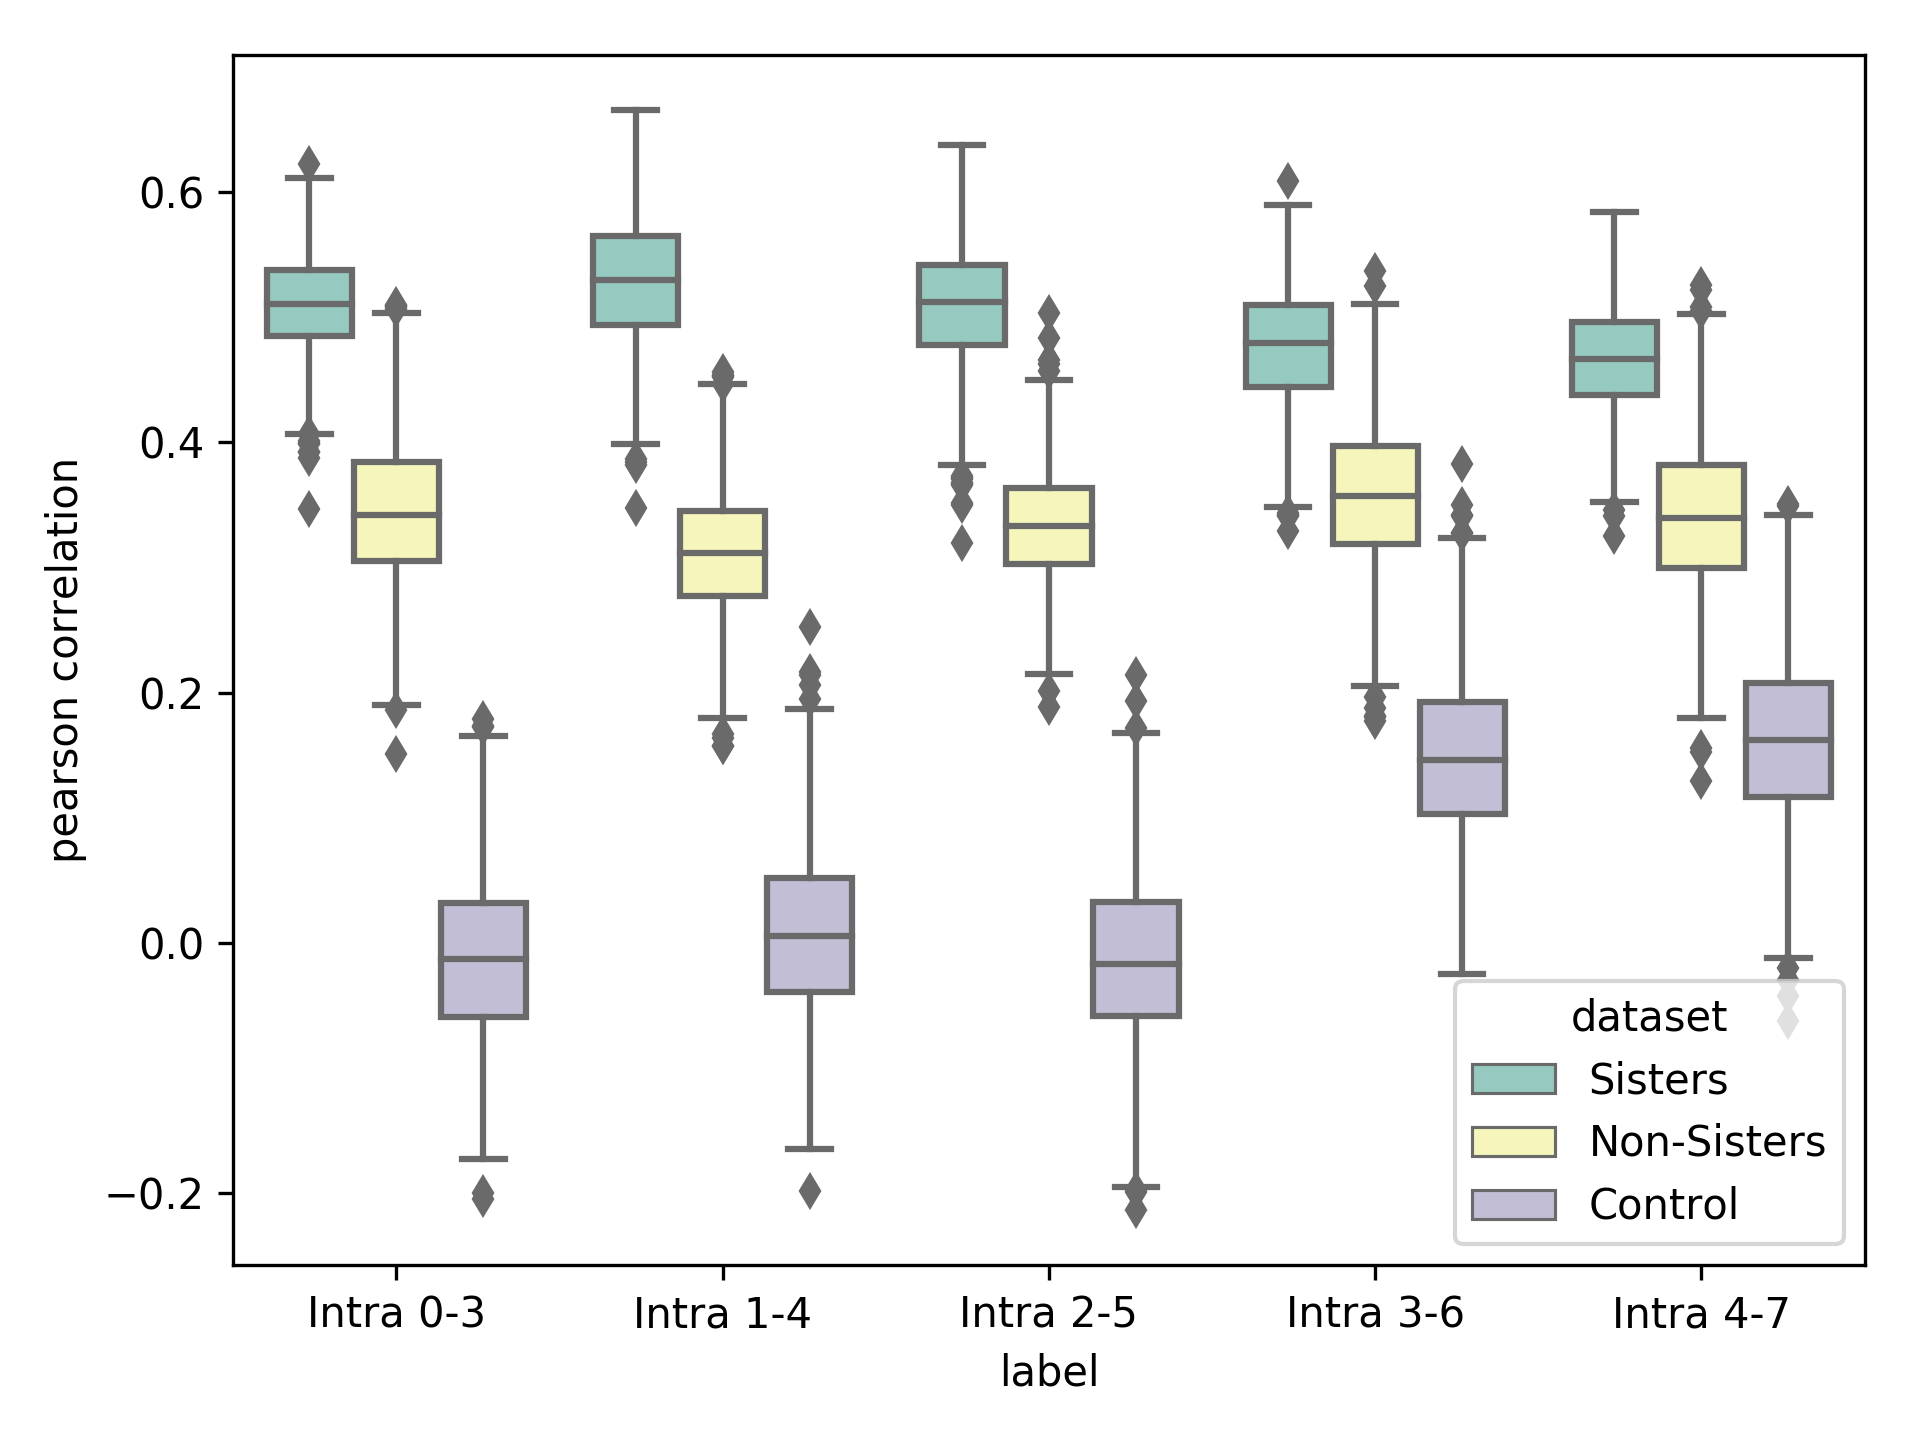 pearson correlation
0.6
0.4
0.2
0.0
−0.2
Intra 0-3
Intra 1-4
Intra 2-5
Intra 3-6
Intra 4-7
label
dataset
Sisters
Non-Sisters
Control